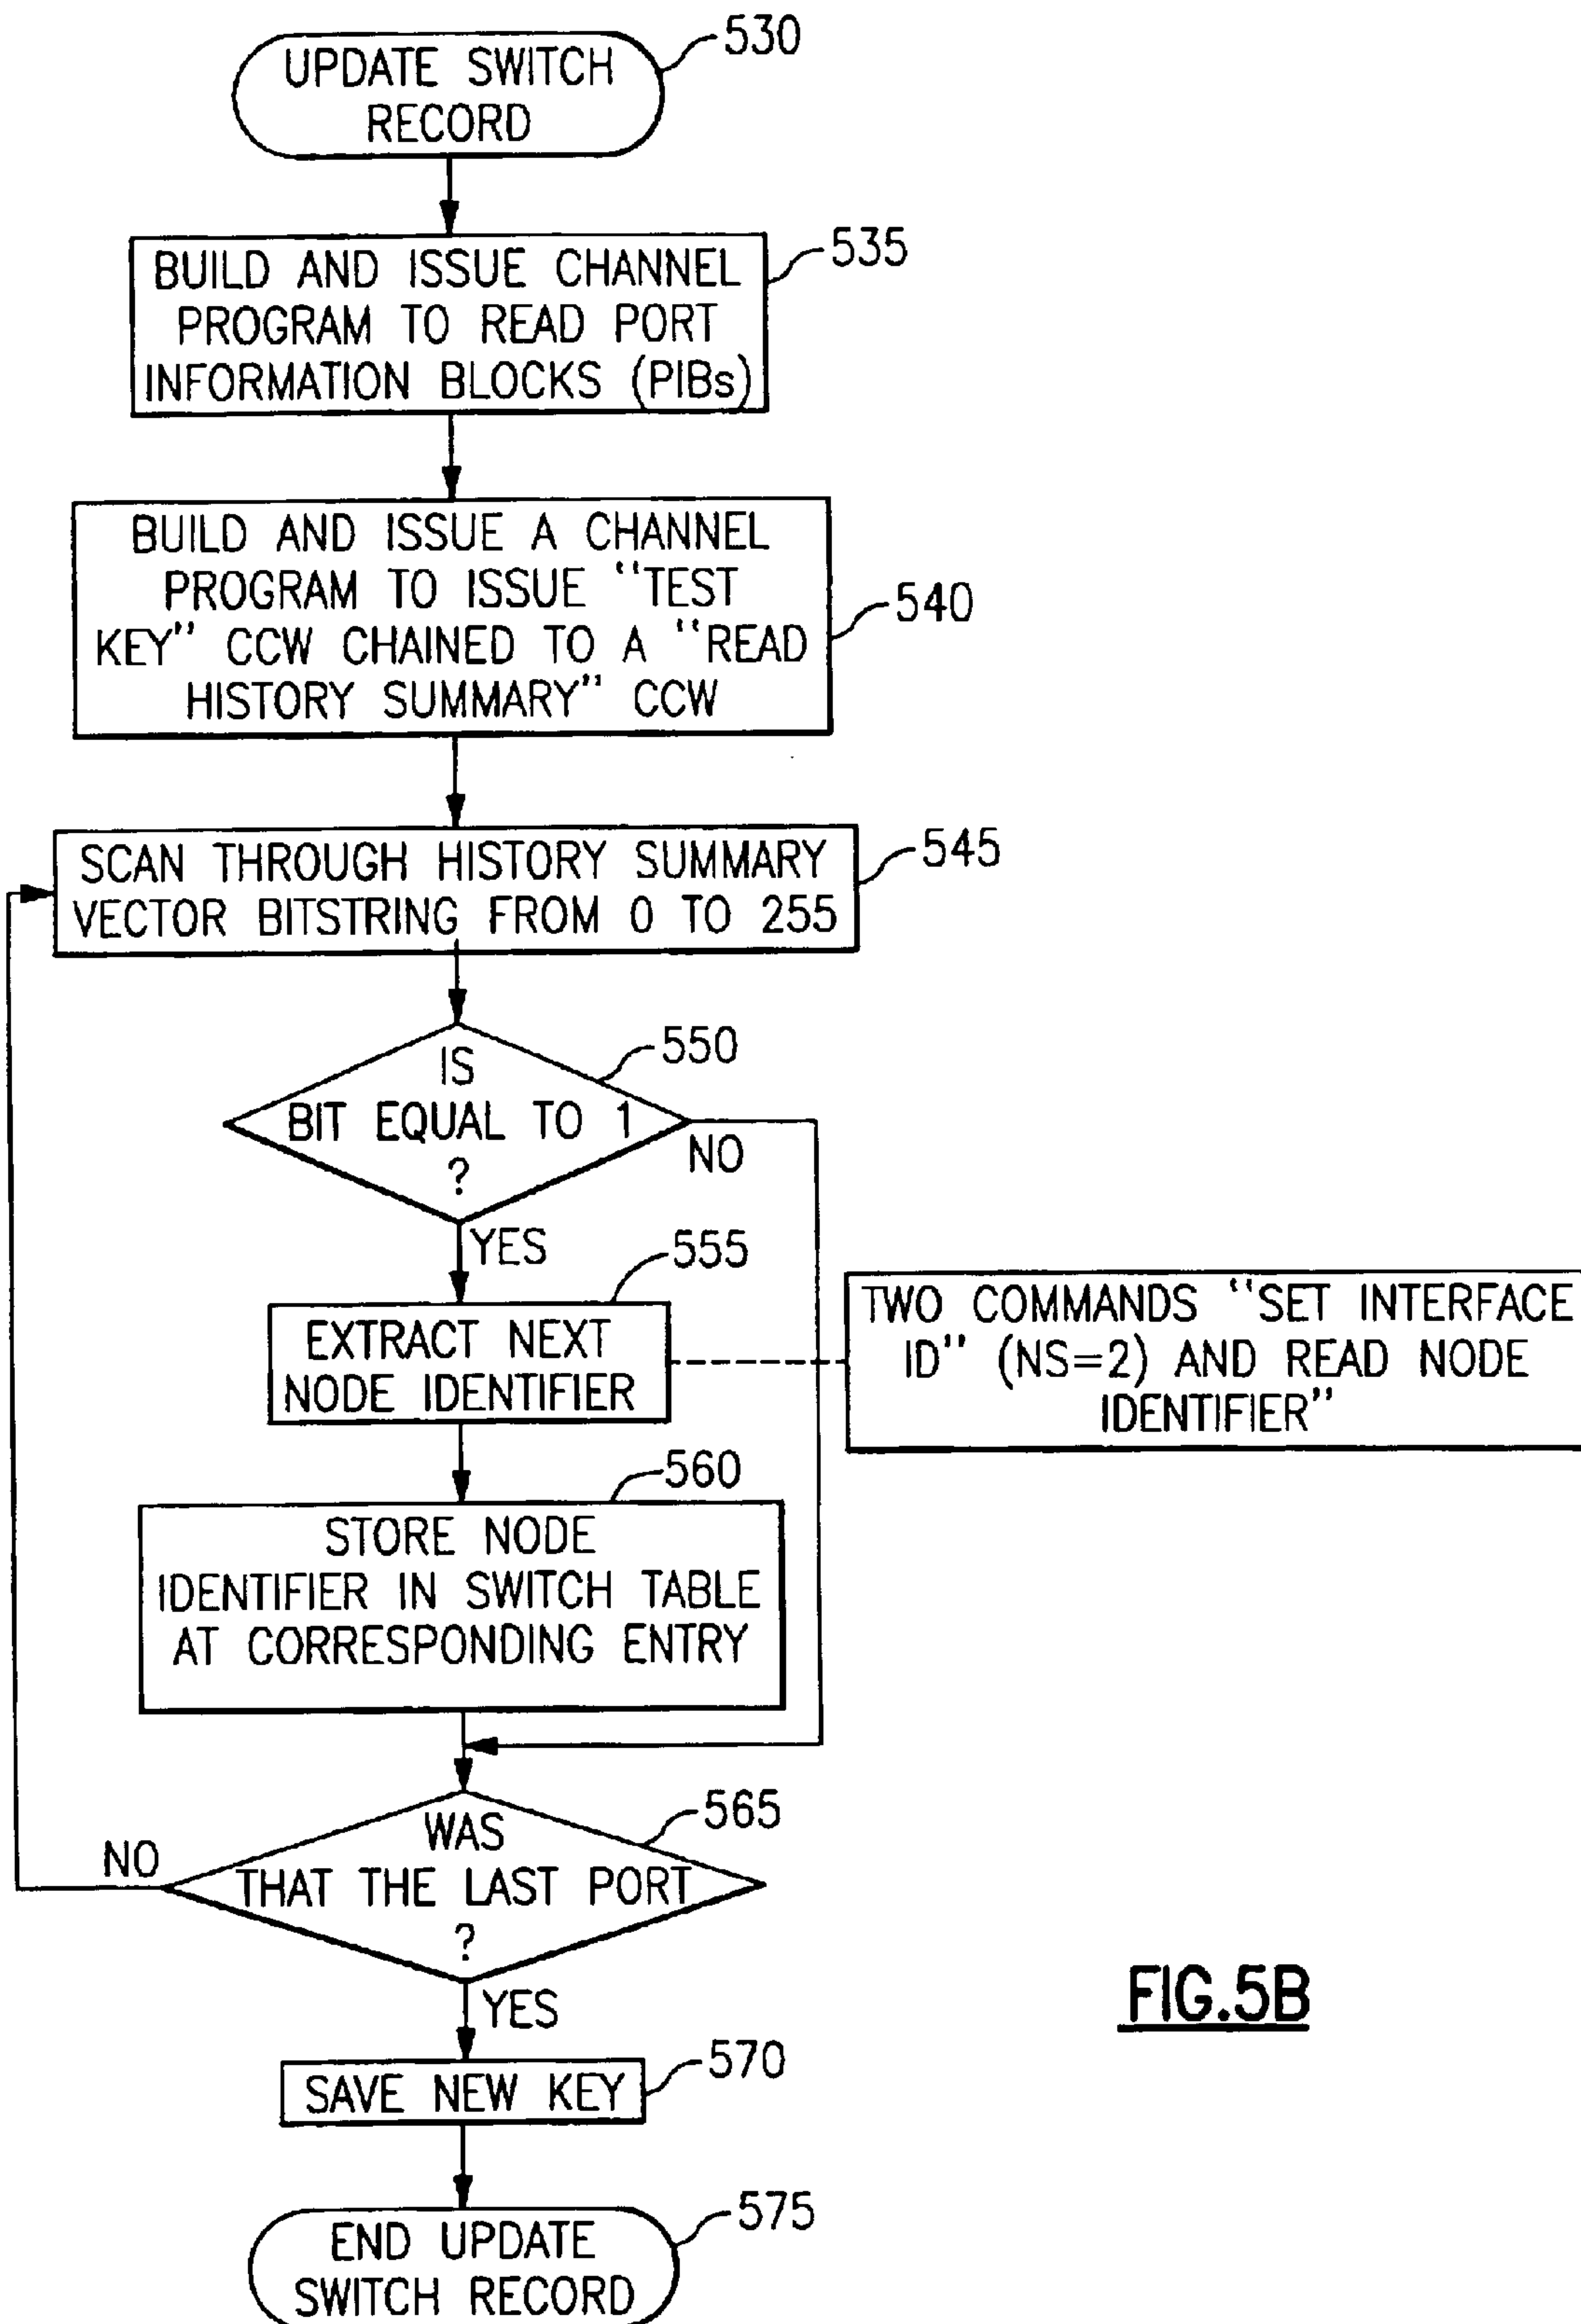 UPDATE SWITCH
RECORD
530
BUILD AND ISSUE CHANNEL
PROGRAM TO READ PORT
INFORMATION BLOCKS (PIBs)
535
BUILD AND ISSUE A CHANNEL
PROGRAM TO ISSUE "TEST
KEY" CCW CHAINED TO A "READ
HISTORY SUMMARY" CCW
540
SCAN THROUGH HISTORY SUMMARY
VECTOR BITSTRING FROM 0 TO 255
545
IS
BIT EQUAL TO 1
?
550
NO
YES
EXTRACT NEXT
NODE IDENTIFIER
555
TWO COMMANDS "SET INTERFACE
ID" (NS=2) AND READ NODE
IDENTIFIER"
STORE NODE
IDENTIFIER IN SWITCH TABLE
AT CORRESPONDING ENTRY
560
WAS
THAT THE LAST PORT
?
565
NO
YES
SAVE NEW KEY
570
END UPDATE
SWITCH RECORD
575
FIG.5B